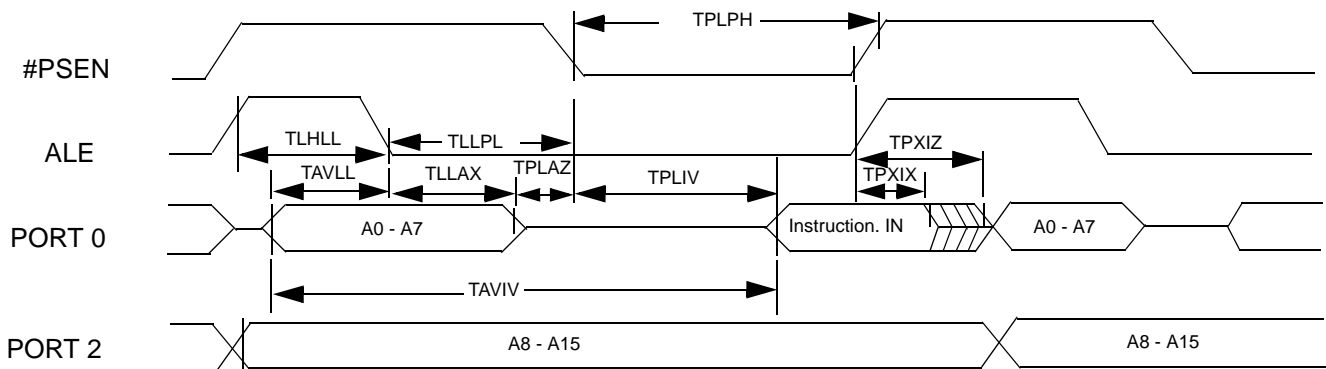 TPLPH
#PSEN
ALE
TLHLL
TLLPL
TPXIZ
TAVLL
TLLAX
TPLAZ
TPLIV
TPXIX
PORT 0
A0 - A7
Instruction. IN
A0 - A7
TAVIV
PORT 2
A8 - A15
A8 - A15